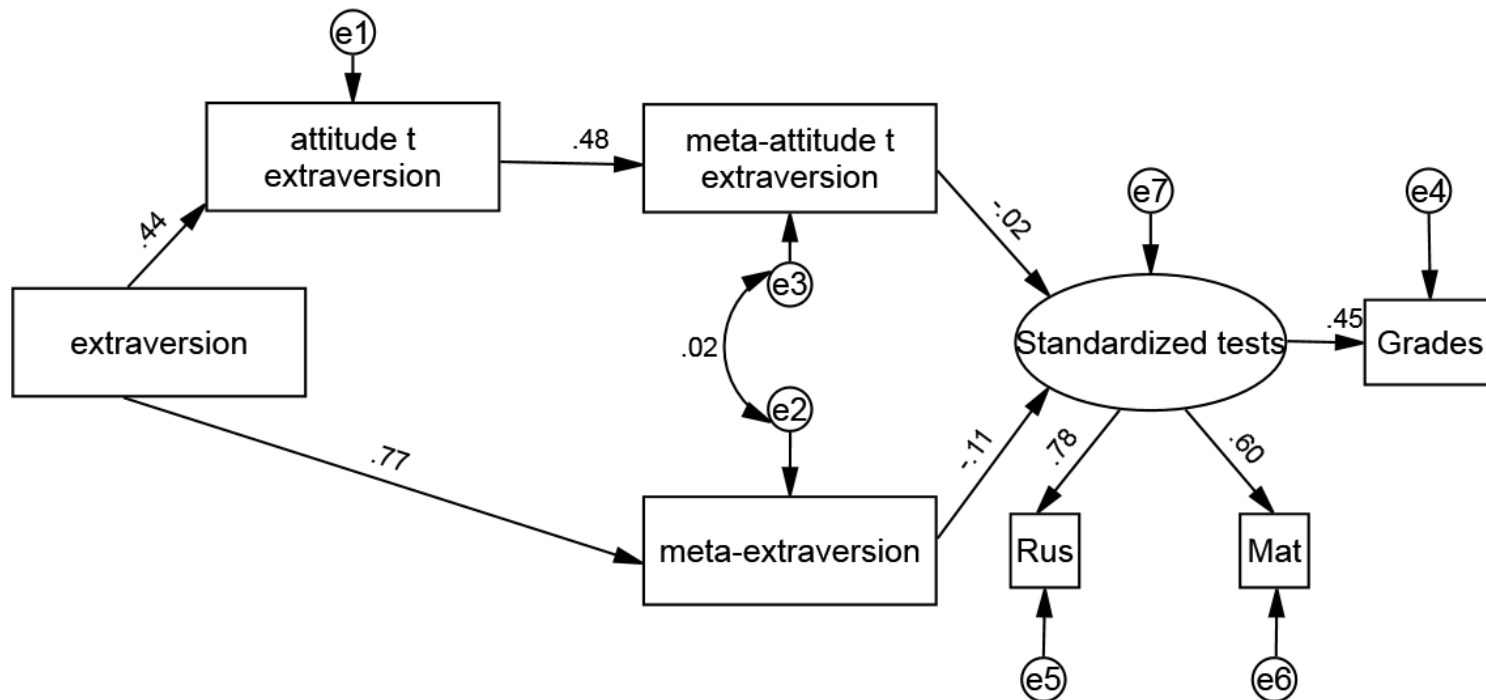 e1
attitude t
extraversion
.48
meta-attitude t
extraversion
e7
e4
.44
-.02
e3
extraversion
.02
Standardized tests
.45
Grades
e2
.77
-.11
.78
.60
meta-extraversion
Rus
Mat
e5
e6